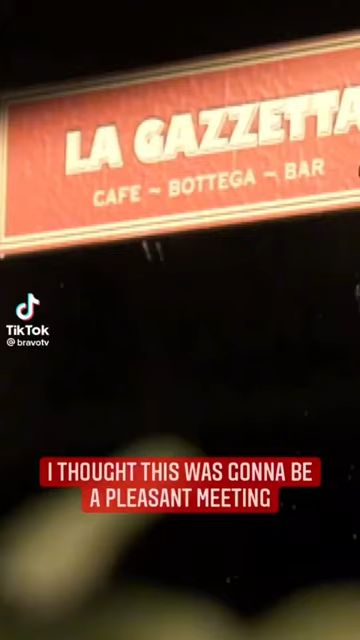 LA GAZZETTA
CAFE ~ BOTTEGA ~ BAR
TikTok
@bravotv
I THOUGHT THIS WAS GONNA BE
A PLEASANT MEETING